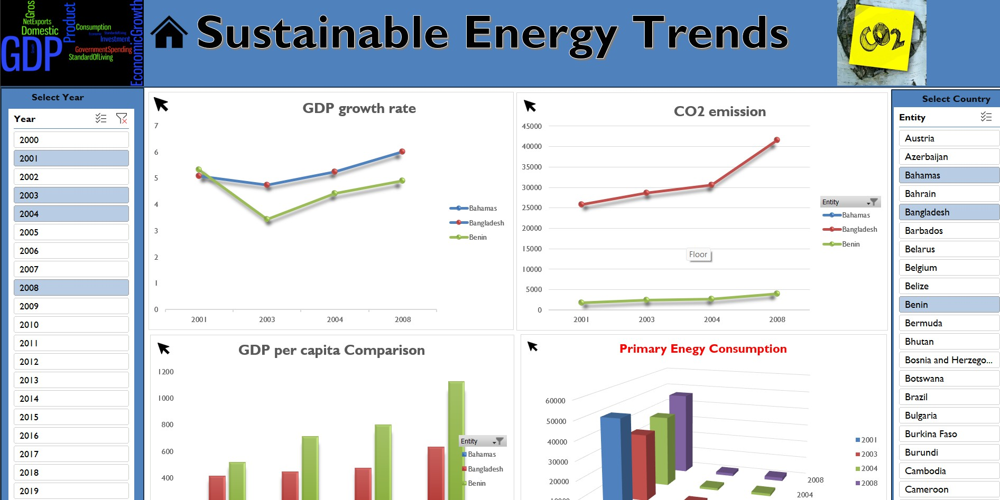 Gros
NetExports
Domestic
Product
Consumption
Economic
StandardofLiving
Investment
GDP
GovernmentSpending
StandardOfLiving
EconomicGrowth
Sustainable Energy Trends
CO2
Select Year
Year
2000
2001
2002
2003
2004
2005
2006
2007
2008
2009
2010
2011
2012
2013
2014
2015
2016
2017
2018
2019
GDP growth rate
7
6
5
4
3
2
1
0
2001 2003 2004 2008
Bahamas
Bangladesh
Benin
CO2 emission
45000
40000
35000
30000
25000
20000
15000
10000
5000
0
2001 2003 2004 2008
Floor
Entity
Bahamas
Bangladesh
Benin
GDP per capita Comparison
1200
1000
800
600
400
Entity
Bahamas
Bangladesh
Benin
Primary Enegy Consumption
60000
50000
40000
30000
20000
10000
2008
2004
2001
2003
2004
2008
Select Country
Entity
Austria
Azerbaijan
Bahamas
Bahrain
Bangladesh
Barbados
Belarus
Belgium
Belize
Benin
Bermuda
Bhutan
Bosnia and Herzego...
Botswana
Brazil
Bulgaria
Burkina Faso
Burundi
Cambodia
Cameroon